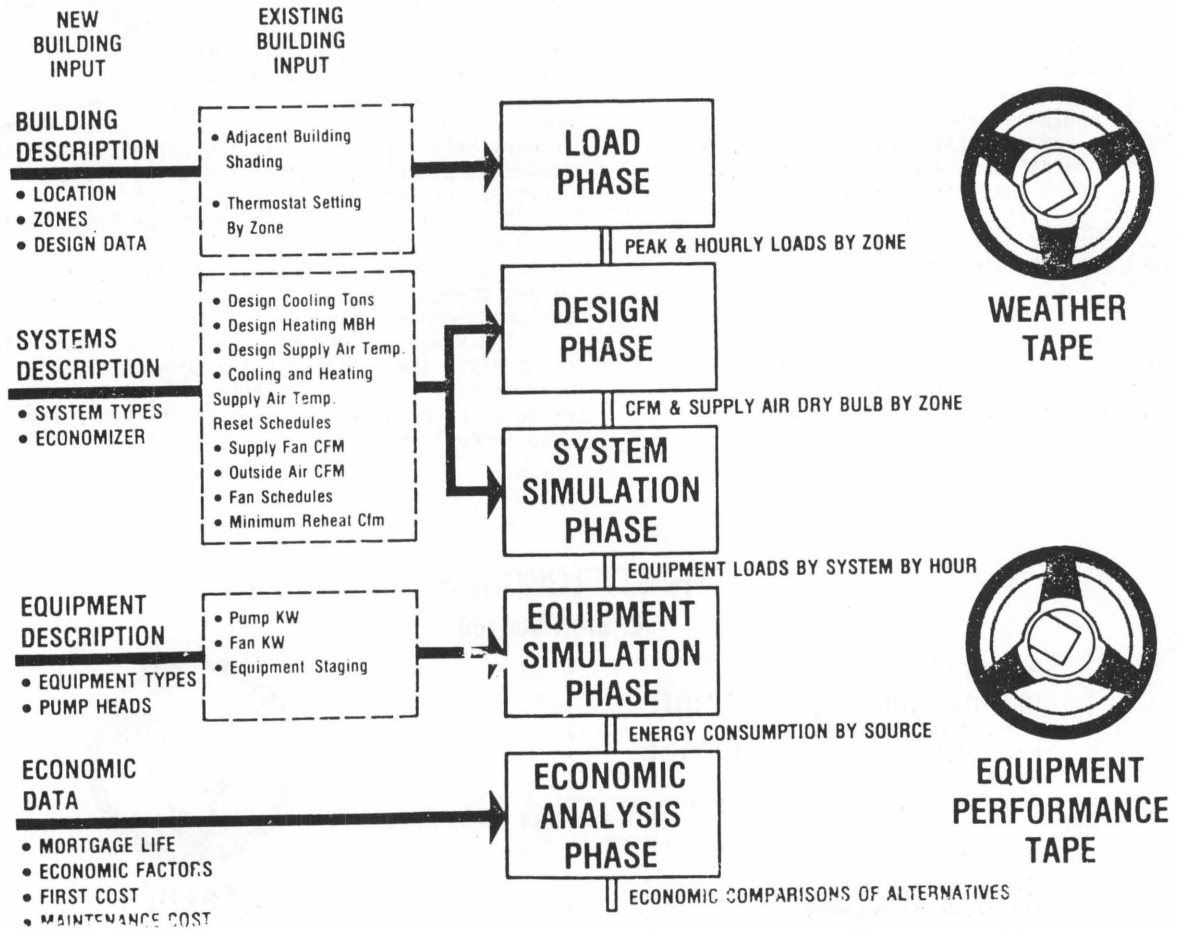 NEW
BUILDING
INPUT
EXISTING
BUILDING
INPUT
BUILDING
DESCRIPTION
• LOCATION
• ZONES
• DESIGN DATA
• Adjacent Building
Shading
• Thermostat Setting
By Zone
LOAD
PHASE
PEAK & HOURLY LOADS BY ZONE
WEATHER
TAPE
SYSTEMS
DESCRIPTION
• SYSTEM TYPES
• ECONOMIZER
• Design Cooling Tons
• Design Heating MBH
• Design Supply Air Temp.
• Cooling and Heating
Supply Air Temp.
Reset Schedules
• Supply Fan CFM
• Outside Air CFM
• Fan Schedules
• Minimum Reheat Cfm
DESIGN
PHASE
CFM & SUPPLY AIR DRY BULB BY ZONE
SYSTEM
SIMULATION
PHASE
EQUIPMENT LOADS BY SYSTEM BY HOUR
EQUIPMENT
DESCRIPTION
• EQUIPMENT TYPES
• PUMP HEADS
• Pump KW
• Fan KW
• Equipment Staging
EQUIPMENT
SIMULATION
PHASE
ENERGY CONSUMPTION BY SOURCE
EQUIPMENT
PERFORMANCE
TAPE
ECONOMIC
DATA
• MORTGAGE LIFE
• ECONOMIC FACTORS
• FIRST COST
• MAINTENANCE COST
ECONOMIC
ANALYSIS
PHASE
ECONOMIC COMPARISONS OF ALTERNATIVES